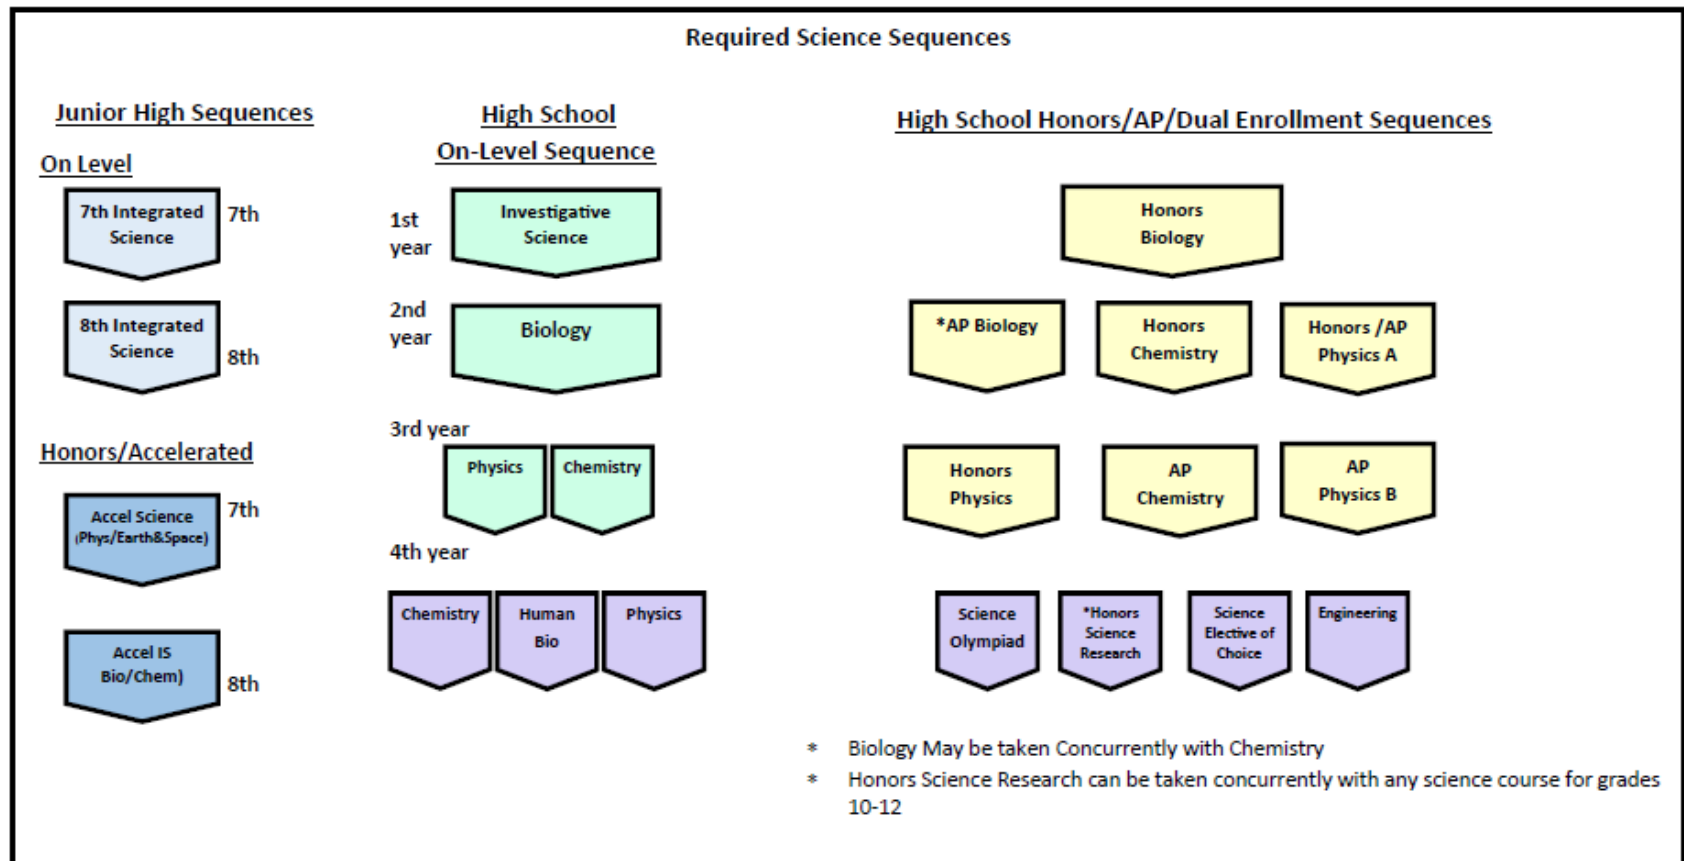 Required Science Sequences
Junior High Sequences
On Level
7th Integrated
Science
7th
8th Integrated
Science
8th
Honors/Accelerated
Accel Science
(Phys/Earth&Space)
7th
Accel IS
Bio/Chem)
8th
High School
On-Level Sequence
1st
year
Investigative
Science
2nd
year
Biology
3rd year
Physics
Chemistry
4th year
Chemistry
Human
Bio
Physics
High School Honors/AP/Dual Enrollment Sequences
Honors
Biology
*AP Biology
Honors
Chemistry
Honors /AP
Physics A
Honors
Physics
AP
Chemistry
AP
Physics B
Science
Olympiad
*Honors
Science
Research
Science
Elective of
Choice
Engineering
* Biology May be taken Concurrently with Chemistry
* Honors Science Research can be taken concurrently with any science course for grades
10-12